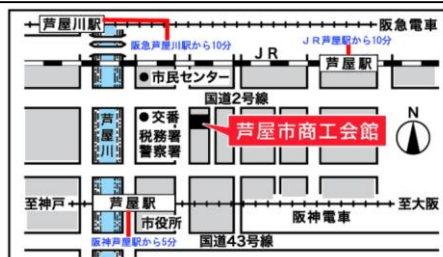 芦屋川駅
阪急電車
阪急芦屋川駅から10分
JR芦屋駅から10分
JR
芦屋駅
●市民センター
国道2号線
芦屋川
●交番
税務署
警察署
芦屋市商工会館
N
至神戸
芦屋駅
至大阪
市役所
阪神電車
阪神芦屋駅から5分
国道43号線